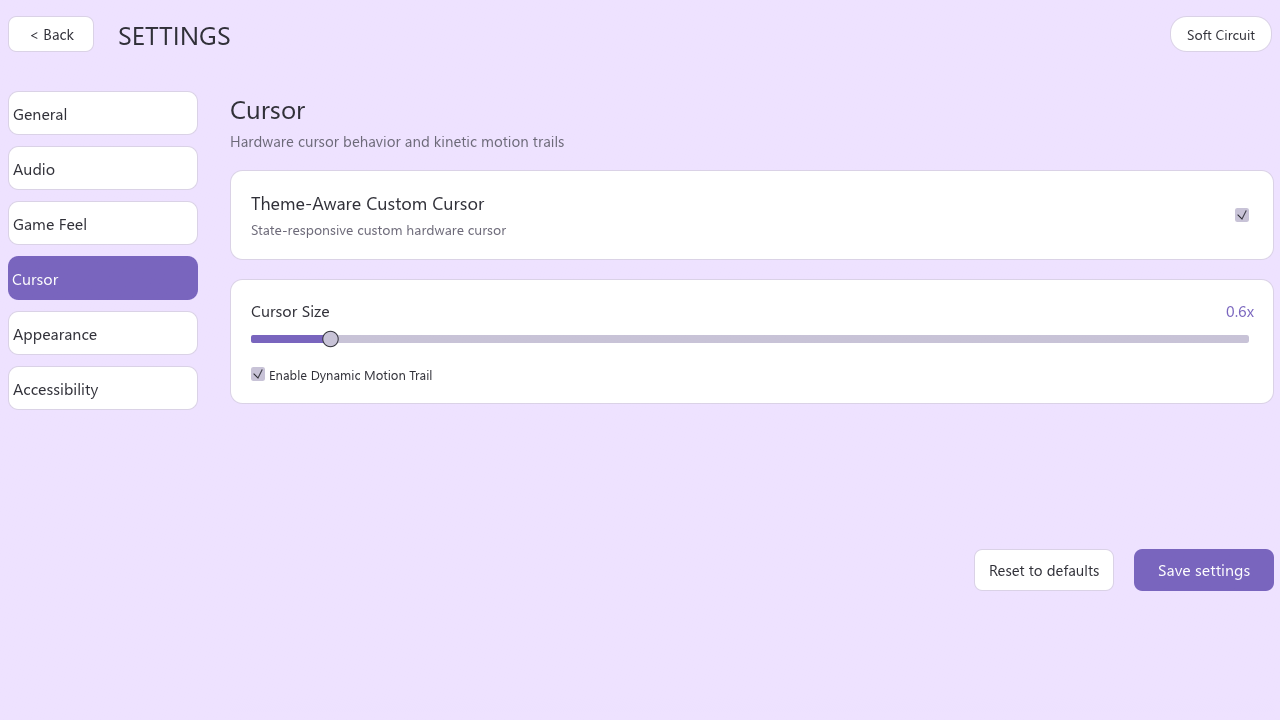 < Back
SETTINGS
Soft Circuit
General
Audio
Game Feel
Cursor
Appearance
Accessibility
Cursor
Hardware cursor behavior and kinetic motion trails
Theme-Aware Custom Cursor
State-responsive custom hardware cursor
Cursor Size
0.6x
Enable Dynamic Motion Trail
Reset to defaults
Save settings